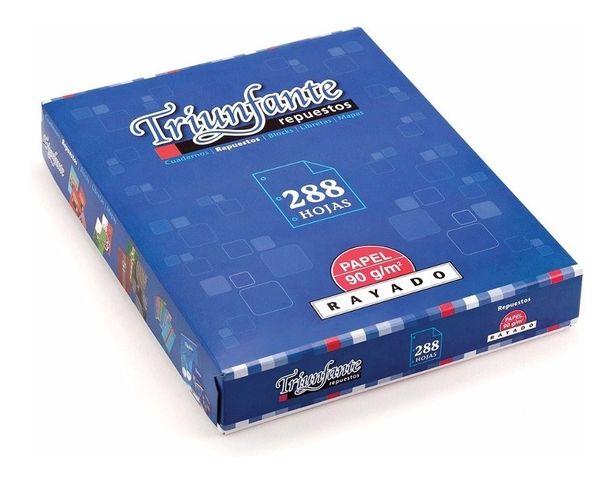 Triunfante
repuestos
Cuadernos | Repuestos | Blocks | Libretas | Mapas
288
HOJAS
PAPEL
90 g/m²
RAYADO
Triunfante
repuestos
288
HOJAS
Repuestos
PAPEL
90 g/m²
RAYADO
Triunfante